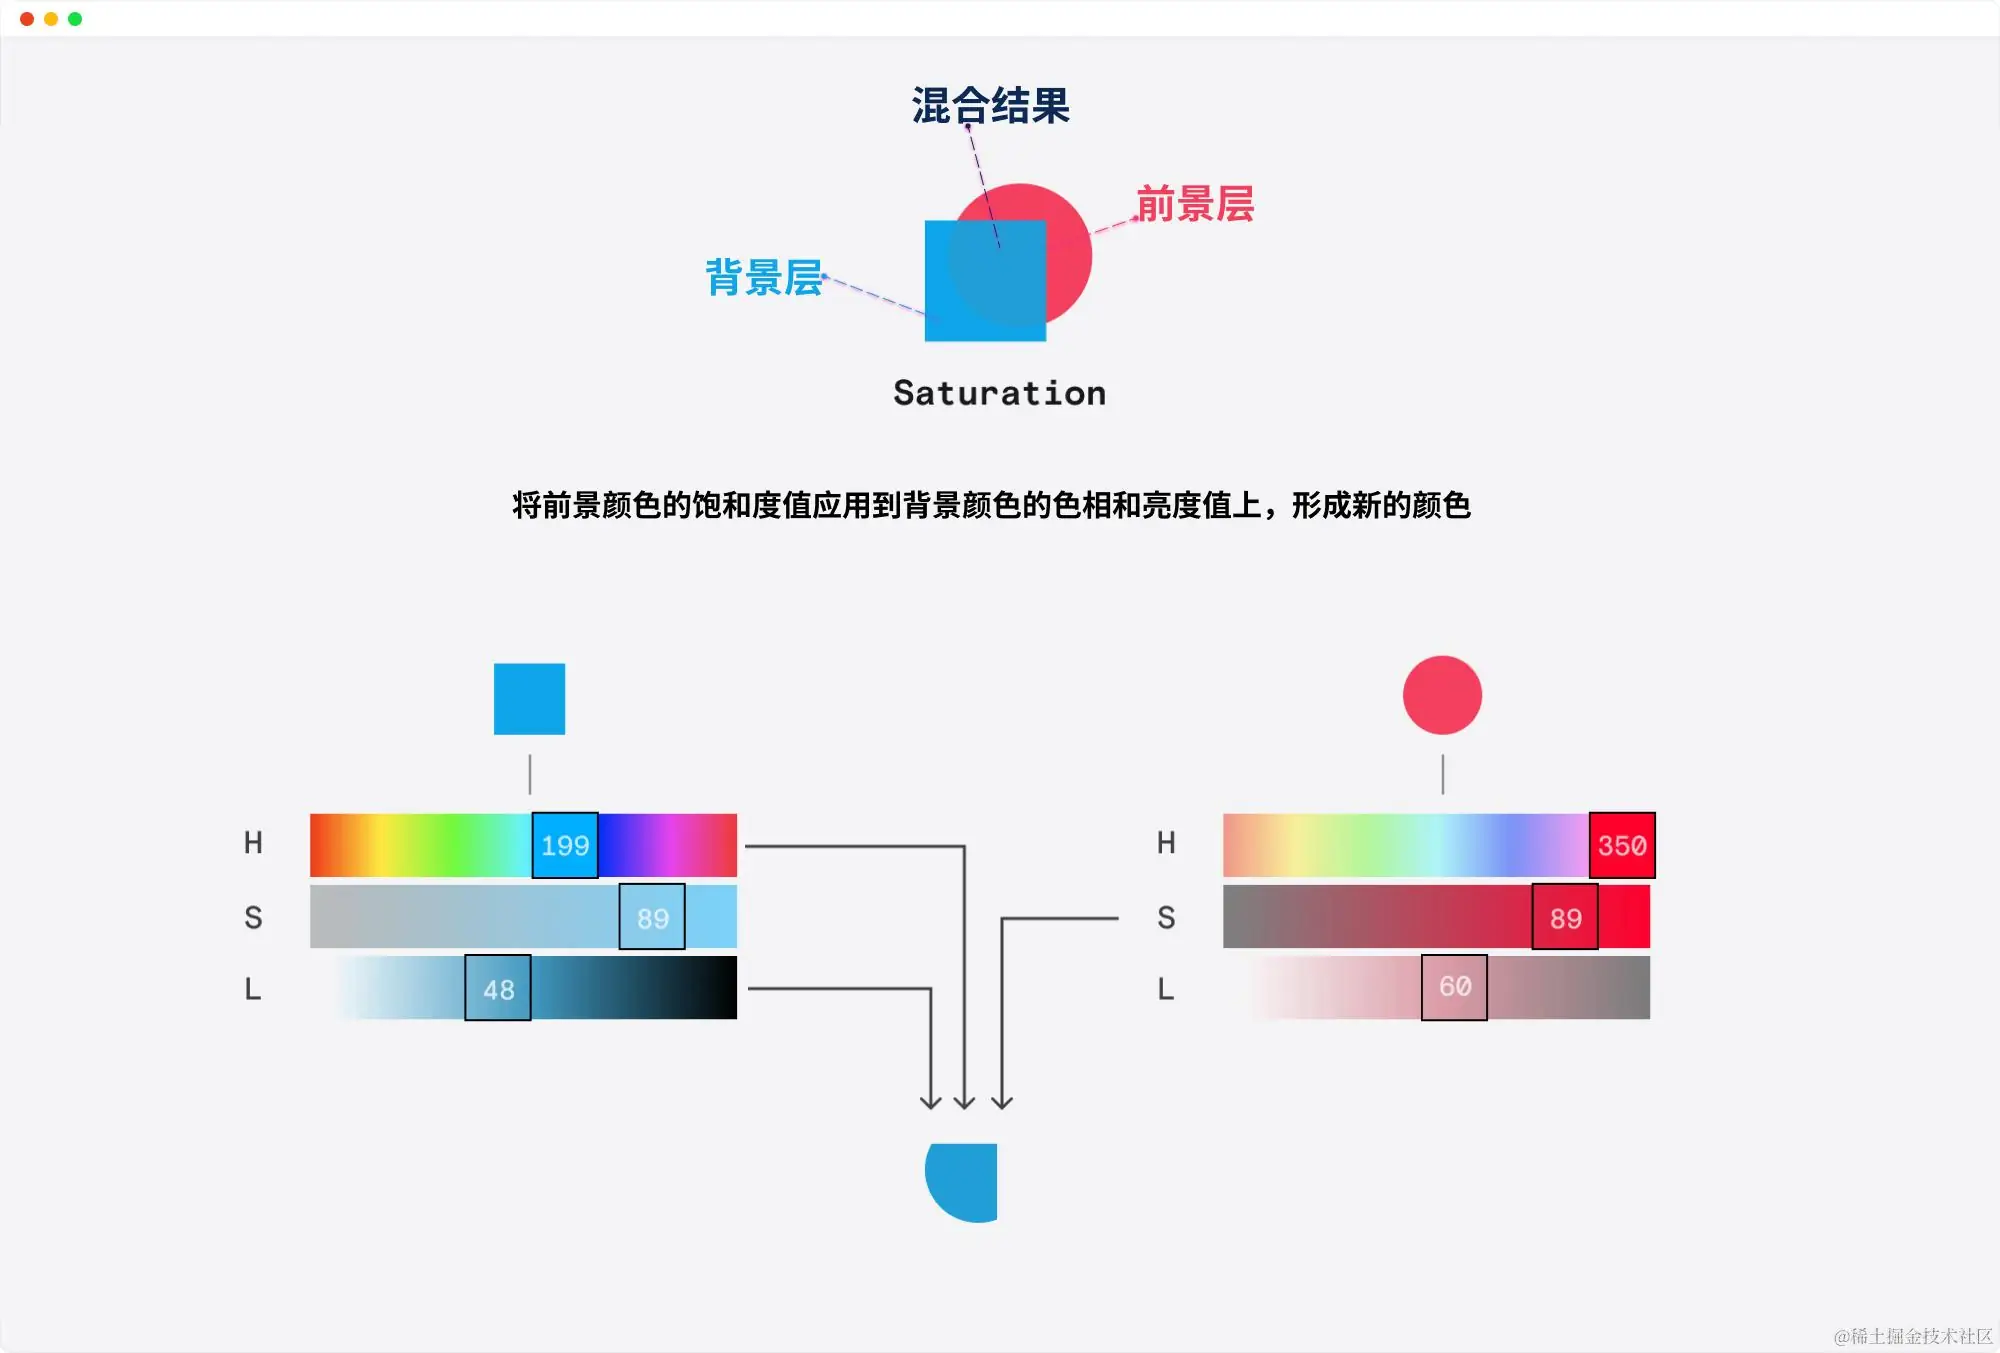 混合结果
前景层
背景层
Saturation
将前景颜色的饱和度值应用到背景颜色的色相和亮度值上，形成新的颜色
H 199
S 89
L 48
H 350
S 89
L 60
@稀土掘金技术社区